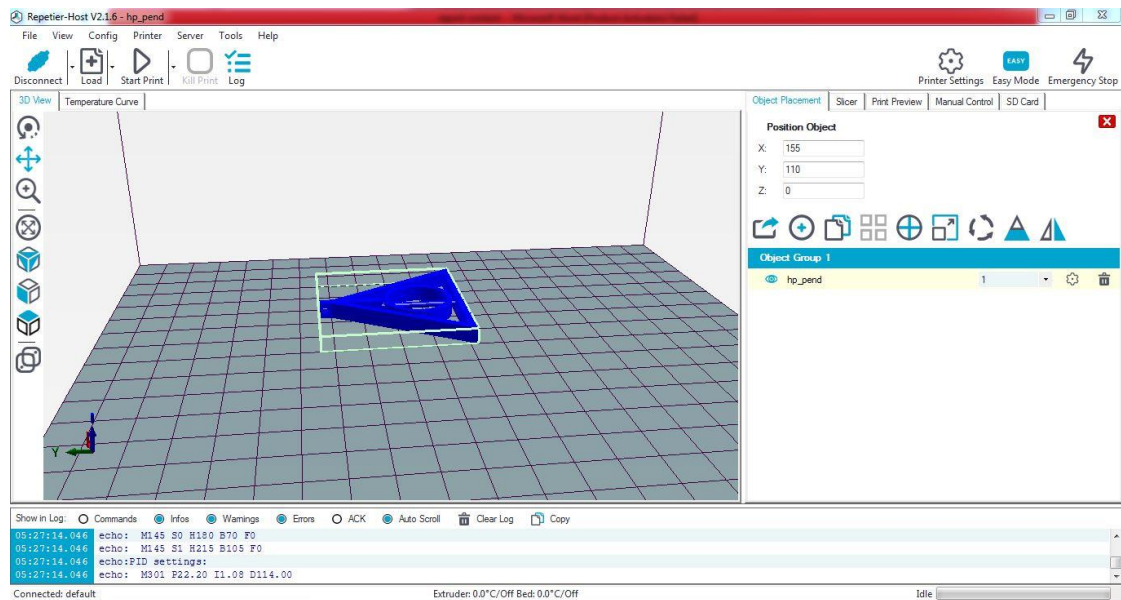 Repetier-Host V2.1.6 - hp_pend
File View Config Printer Server Tools Help
Disconnect Load Start Print Kill Print Log Printer Settings EASY Easy Mode Emergency Stop
3D View Temperature Curve Object Placement Slicer Print Preview Manual Control SD Card
Position Object
X: 155
Y: 110
Z: 0
Object Group 1
hp_pend 1
Y
Show in Log: Commands Infos Warnings Errors ACK Auto Scroll Clear Log Copy
05:27:14.046 echo: M145 S0 H180 B70 F0
05:27:14.046 echo: M145 S1 H215 B105 F0
05:27:14.046 echo:PID settings:
05:27:14.046 echo: M301 P22.20 I1.08 D114.00
Connected: default Extruder: 0.0°C/Off Bed: 0.0°C/Off Idle